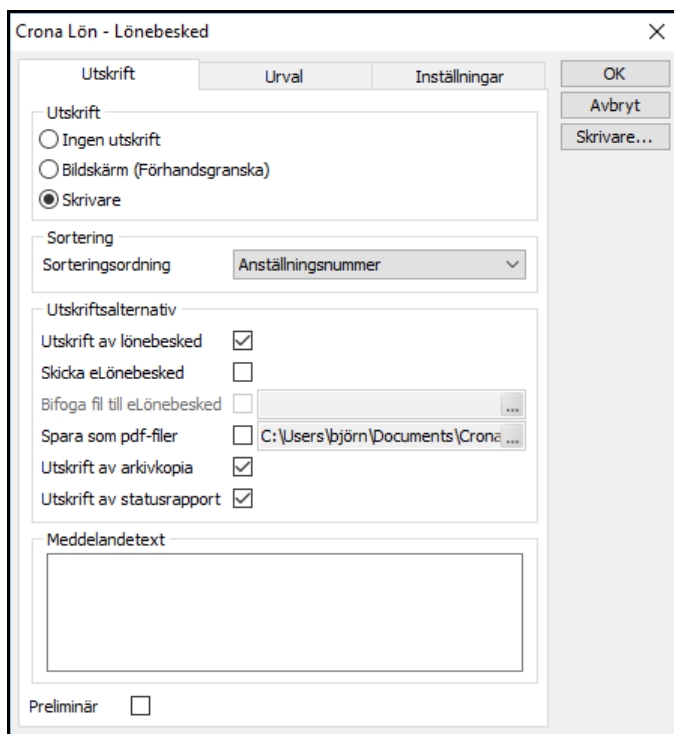 Crona Lön - Lönebesked
Utskrift Urval Inställningar
OK
Avbryt
Skrivare...
Utskrift
Ingen utskrift
Bildskärm (Förhandsgranska)
Skrivare
Sortering
Sorteringsordning Anställningsnummer
Utskriftsalternativ
Utskrift av lönebesked
Skicka eLönebesked
Bifoga fil till eLönebesked ...
Spara som pdf-filer C:\Users\björn\Documents\Crona ...
Utskrift av arkivkopia
Utskrift av statusrapport
Meddelandetext
Preliminär